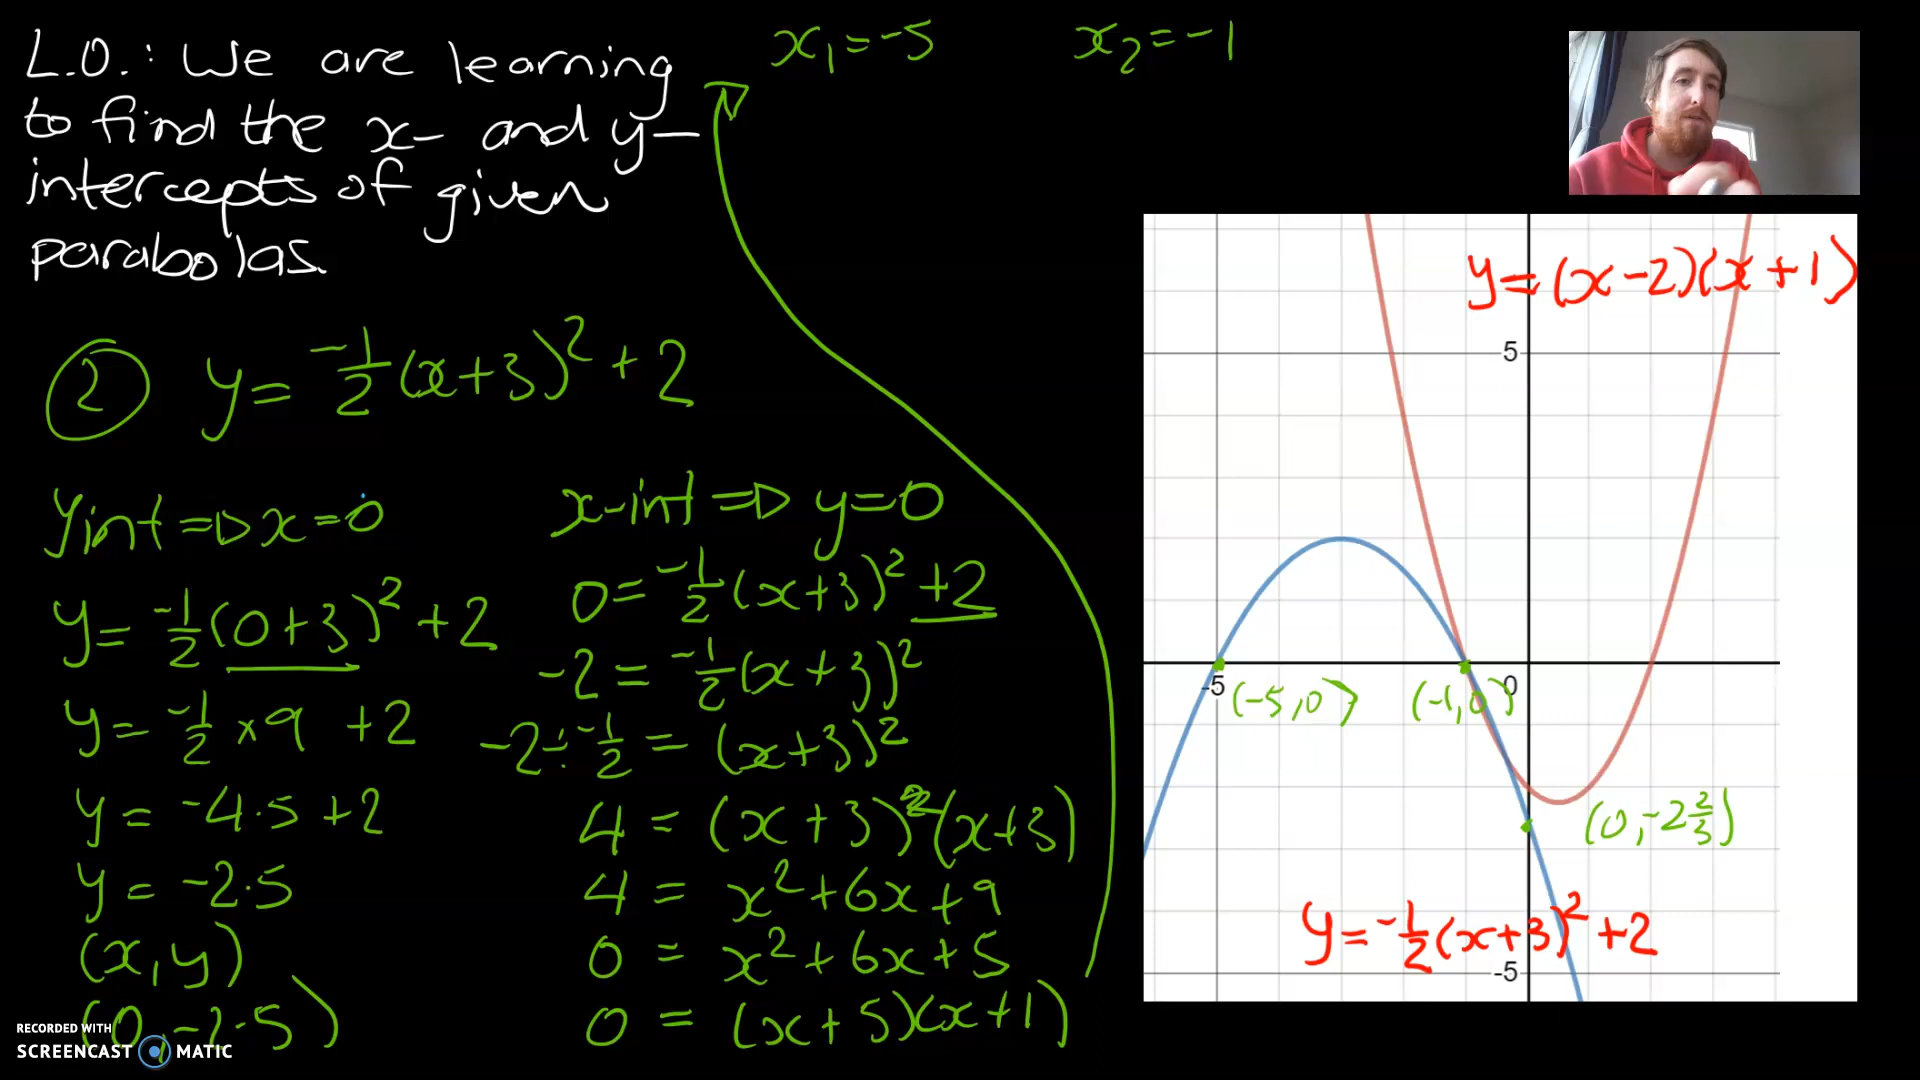 L.O.: We are learning
to find the x- and y-
intercepts of given
parabolas.
x₁=-5 x₂=-1
② y= -1/2(x+3)²+2
yint ⇒ x=0
y= -1/2(0+3)²+2
y= -1/2×9 +2
y= -4.5+2
y= -2.5
(x,y)
(0,-2.5)
x-int ⇒ y=0
0= -1/2(x+3)²+2
-2 = -1/2(x+3)²
-2÷-1/2 = (x+3)²
4 = (x+3)²(x+3)
4 = x²+6x+9
0 = x²+6x+5
0 = (x+5)(x+1)
y=(x-2)(x+1)
5
-5 0
(-5,0) (-1,0)
(0,-2 2/3)
y= -1/2(x+3)²+2
-5
RECORDED WITH
SCREENCAST MATIC